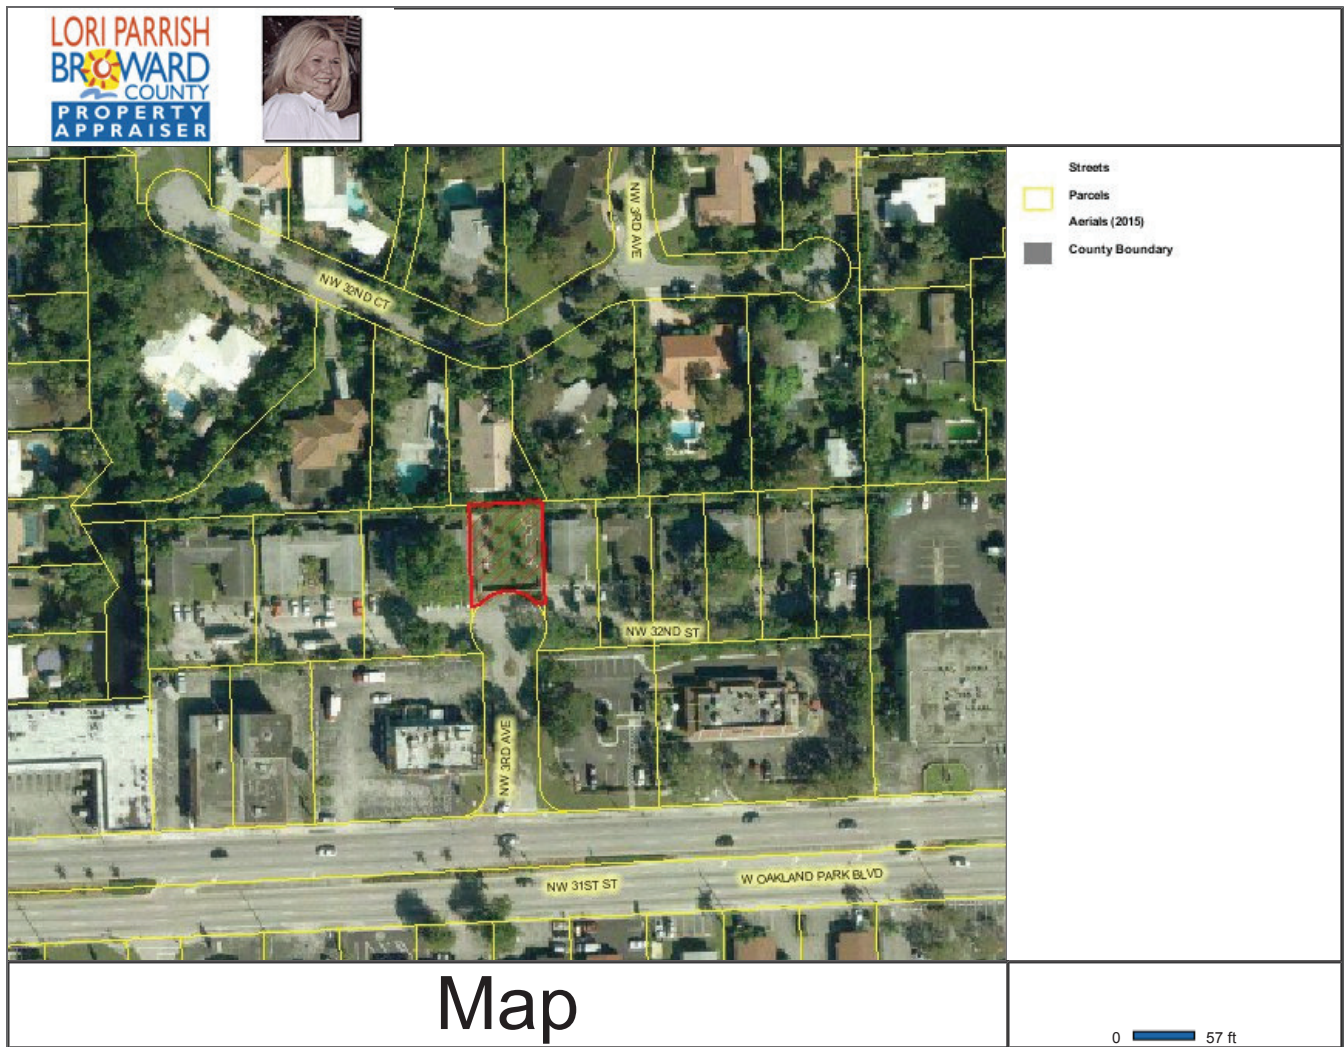 LORI PARRISH
BROWARD
COUNTY
PROPERTY
APPRAISER
Streets
Parcels
Aerials (2015)
County Boundary
NW 3RD AVE
NW 32ND CT
NW 32ND ST
NW 3RD AVE
NW 31ST ST
W OAKLAND PARK BLVD
Map
0 57 ft